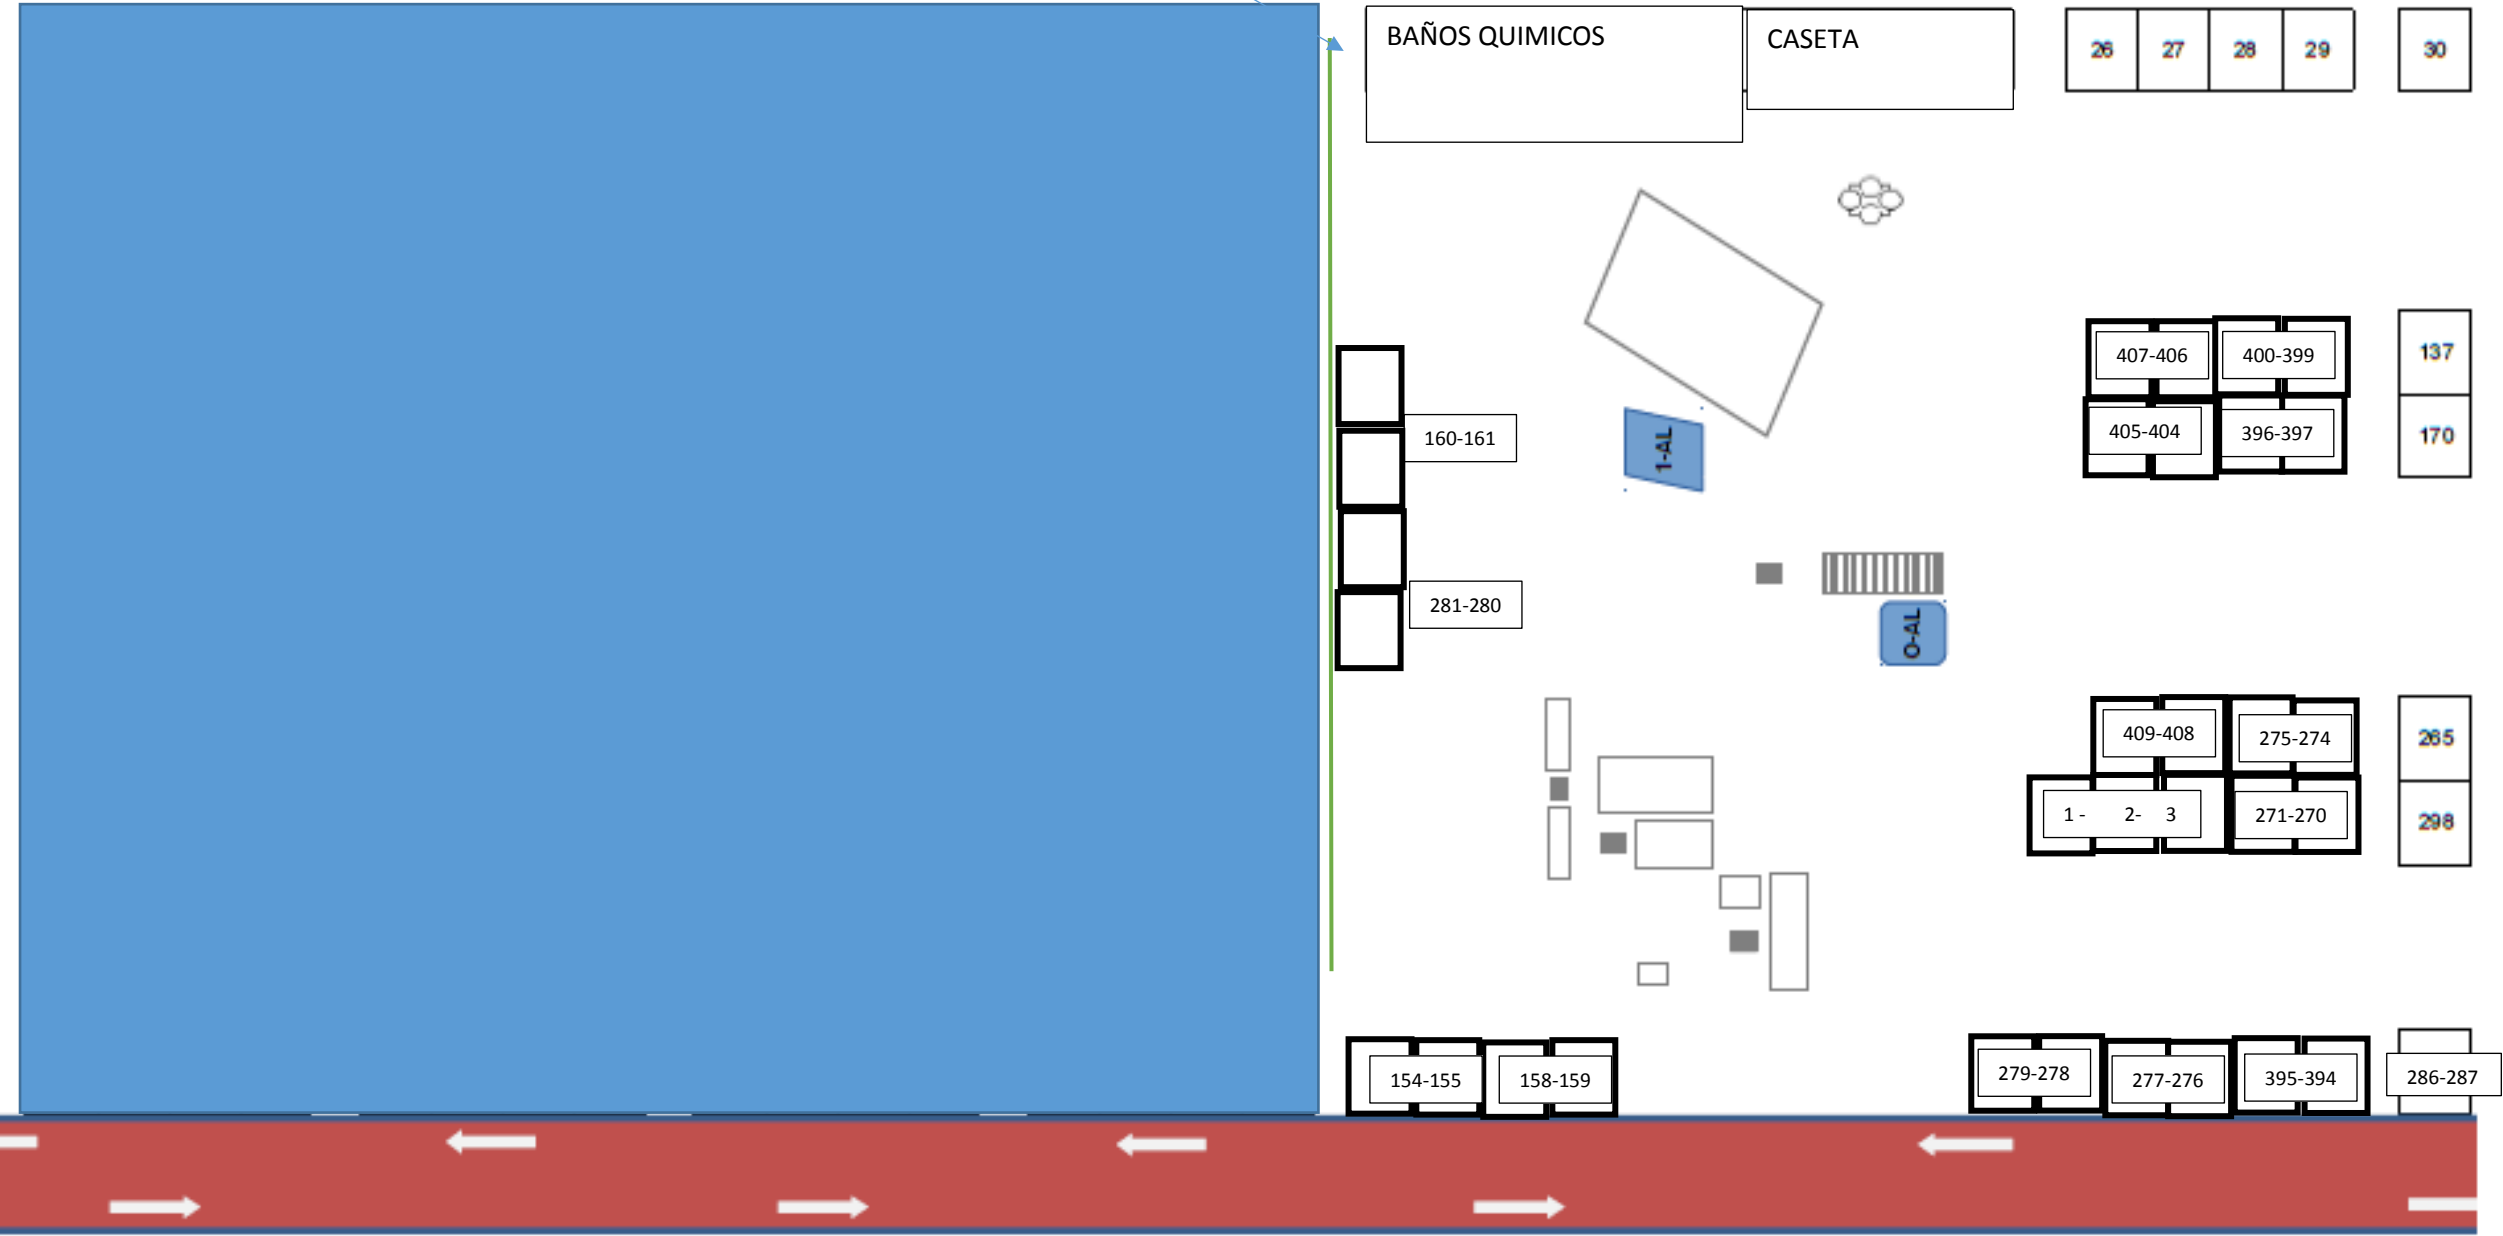 BAÑOS QUIMICOS
CASETA
26 27 28 29 30
407-406 400-399 137
405-404 396-397 170
160-161
1-AL
281-280
0-AL
409-408 275-274 265
1 - 2- 3 271-270 298
154-155 158-159 279-278 277-276 395-394 286-287